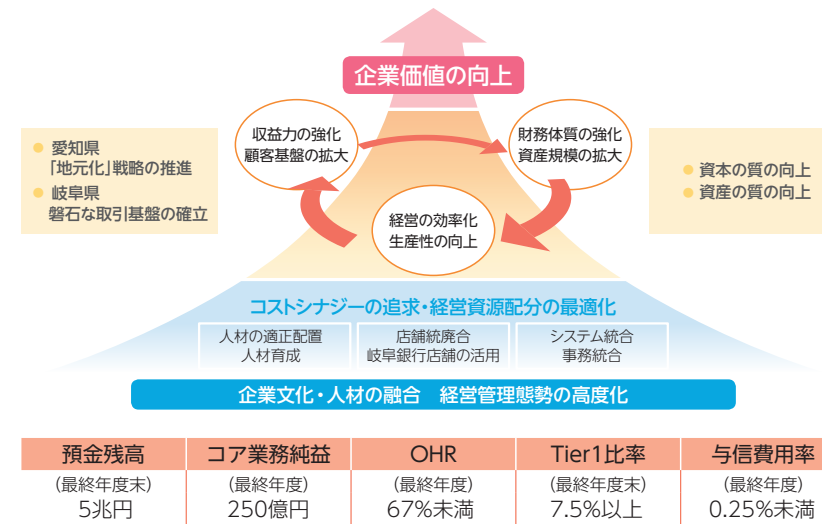 企業価値の向上
収益力の強化
顧客基盤の拡大
財務体質の強化
資産規模の拡大
● 愛知県
「地元化」戦略の推進
● 岐阜県
磐石な取引基盤の確立
● 資本の質の向上
● 資産の質の向上
経営の効率化
生産性の向上
コストシナジーの追求・経営資源配分の最適化
人材の適正配置
人材育成
店舗統廃合
岐阜銀行店舗の活用
システム統合
事務統合
企業文化・人材の融合 経営管理態勢の高度化
預金残高 コア業務純益 OHR Tier1比率 与信費用率
(最終年度末) (最終年度) (最終年度) (最終年度末) (最終年度)
5兆円 250億円 67%未満 7.5%以上 0.25%未満